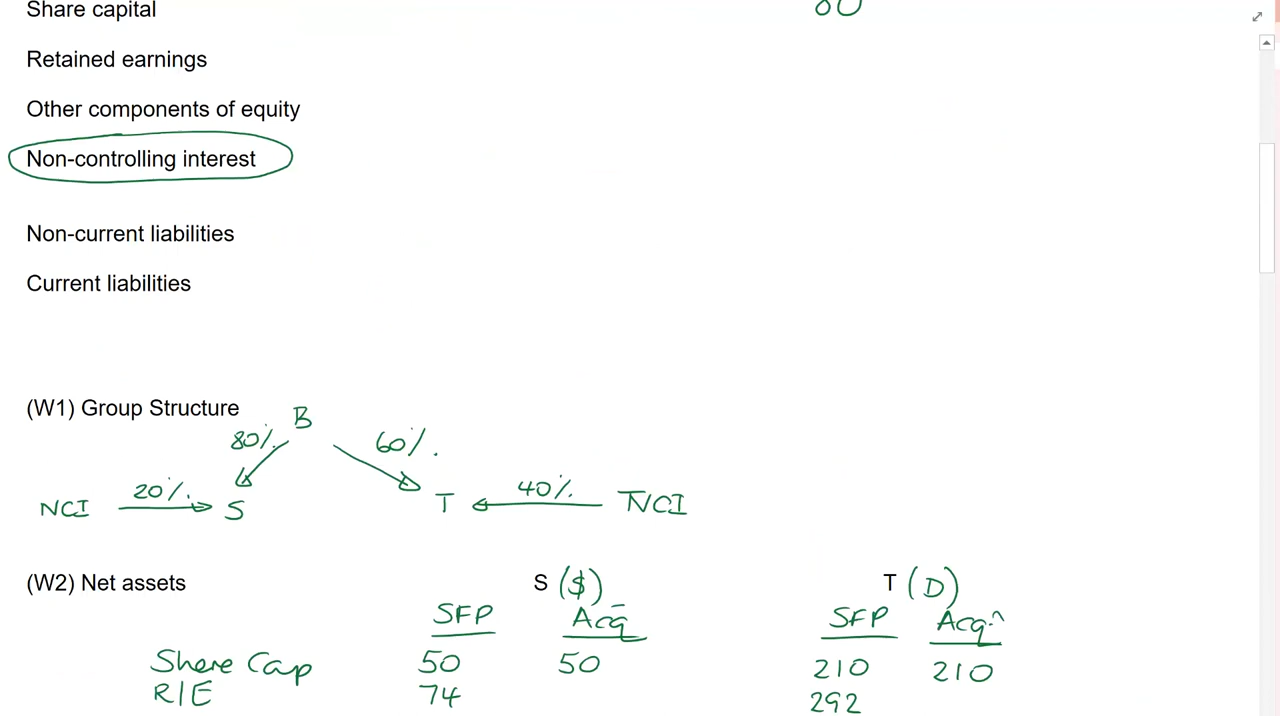 Share capital 80
Retained earnings
Other components of equity
Non-controlling interest
Non-current liabilities
Current liabilities
(W1) Group Structure B
80% 60%.
NCI 20% S T 40% NCI
(W2) Net assets S ($) T (D)
SFP Acq SFP Acq^
Share Cap 50 50 210 210
R/E 74 292